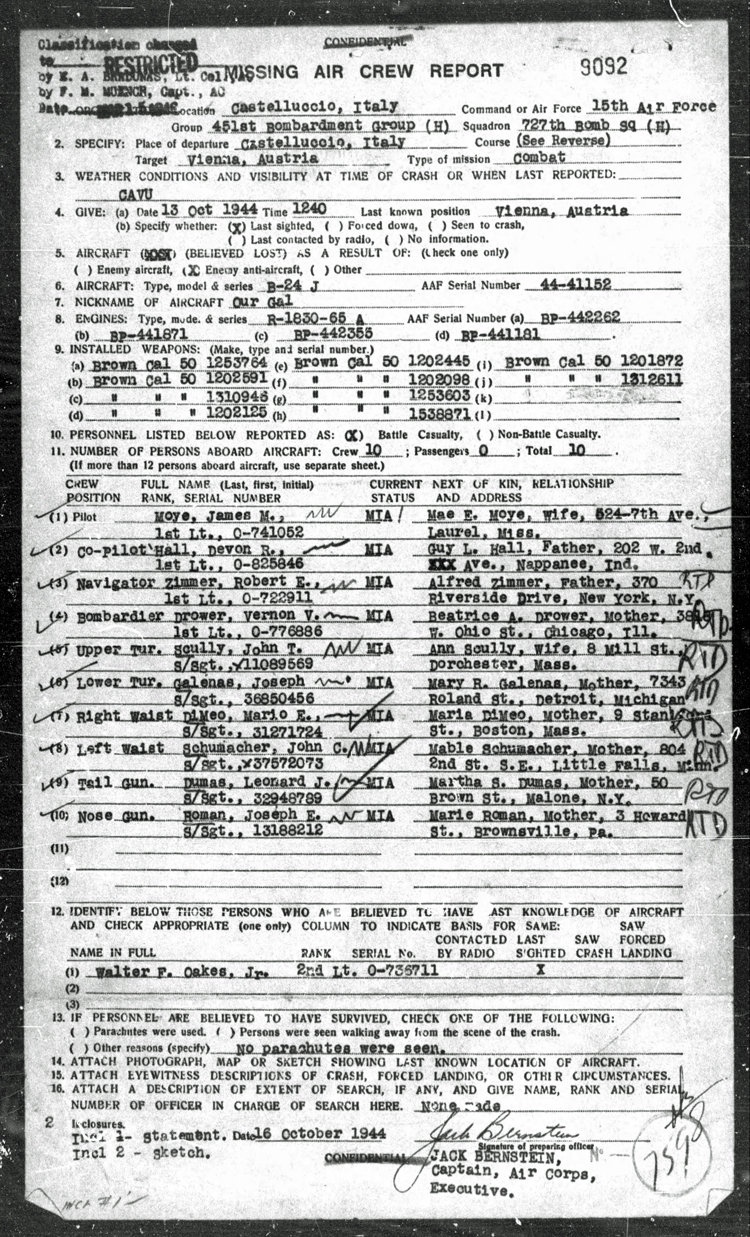 Classification changed
to RESTRICTED
CONFIDENTIAL
by E. A. BRADUNAS, Lt. Col., AC
by F. M. MUENCH, Capt., AC
MISSING AIR CREW REPORT 9092
Date Location Castelluccio, Italy Command or Air Force 15th Air Force
Group 451st Bombardment Group (H) Squadron 727th Bomb Sq (H)
2. SPECIFY: Place of departure Castelluccio, Italy Course (See Reverse)
Target Vienna, Austria Type of mission Combat
3. WEATHER CONDITIONS AND VISIBILITY AT TIME OF CRASH OR WHEN LAST REPORTED:
CAVU
4. GIVE: (a) Date 13 Oct 1944 Time 1240 Last known position Vienna, Austria
(b) Specify whether: (X) Last sighted, ( ) Forced down, ( ) Seen to crash,
( ) Last contacted by radio, ( ) No information.
5. AIRCRAFT (LOST) (BELIEVED LOST) AS A RESULT OF: (Check one only)
( ) Enemy aircraft, (X Enemy anti-aircraft, ( ) Other
6. AIRCRAFT: Type, model & series B-24 J AAF Serial Number 44-41152
7. NICKNAME OF AIRCRAFT Our Gal
8. ENGINES: Type, mode. & series R-1830-65 A AAF Serial Number (a) BP-442262
(b) BP-441871 (c) BP-442355 (d) BP-441181 .
9. INSTALLED WEAPONS: (Make, type and serial number.)
(a) Brown Cal 50 1253764 (e) Brown Cal 50 1202445 (i) Brown Cal 50 1201872
(b) Brown Cal 50 1202591 (f) " " " 1202098 (j) " " " 1312611
(c) " " " 1310946 (g) " " " 1253603 (k)
(d) " " " 1202125 (h) " " " 1538871 (l)
10. PERSONNEL LISTED BELOW REPORTED AS: (X) Battle Casualty, ( ) Non-Battle Casualty.
11. NUMBER OF PERSONS ABOARD AIRCRAFT: Crew 10 ; Passengers 0 ; Total 10 .
(If more than 12 persons aboard aircraft, use separate sheet.)
CREW FULL NAME (Last, first, initial) CURRENT NEXT OF KIN, RELATIONSHIP
POSITION RANK, SERIAL NUMBER STATUS AND ADDRESS
(1) Pilot Moye, James M., MIA Mae E. Moye, Wife, 524-7th Ave.,
1st Lt., O-741052 Laurel, Miss.
(2) Co-pilot Hall, Devon R., MIA Guy L. Hall, Father, 202 W. 2nd.
1st Lt., O-825846 XXX Ave., Nappanee, Ind.
(3) Navigator Zimmer, Robert E., MIA Alfred Zimmer, Father, 370 RTD
1st Lt., O-722911 Riverside Drive, New York, N.Y.
(4) Bombardier Drower, Vernon V. MIA Beatrice A. Drower, Mother, RTD
1st Lt., O-776886 W. Ohio St., Chicago, Ill.
(5) Upper Tur. Scully, John T. MIA Ann Scully, Wife, 8 Mill St., RTD
S/Sgt., 11089569 Dorchester, Mass.
(6) Lower Tur. Galenas, Joseph MIA Mary R. Galenas, Mother, 7343 RTD
S/Sgt., 36850456 Roland St., Detroit, Michigan
(7) Right Waist DiMeo, Mario E., MIA Maria DiMeo, Mother, 9 RTD
S/Sgt., 31271724 St., Boston, Mass.
(8) Left Waist Schumacher, John C. MIA Mable Schumacher, Mother, 804 RTD
S/Sgt., 37572073 2nd St. S.E., Little Falls, Minn.
(9) Tail Gun. Dumas, Leonard J. MIA Martha S. Dumas, Mother, 50 RTD
S/Sgt., 32948789 Brown St., Malone, N.Y.
(10) Nose Gun. Roman, Joseph E. MIA Marie Roman, Mother, 3 Howard RTD
S/Sgt., 13188212 St., Brownsville, Pa.
(11)
(12)
12. IDENTIFY BELOW THOSE PERSONS WHO ARE BELIEVED TO HAVE LAST KNOWLEDGE OF AIRCRAFT
AND CHECK APPROPRIATE (one only) COLUMN TO INDICATE BASIS FOR SAME: SAW
CONTACTED LAST SAW FORCED
NAME IN FULL RANK SERIAL No. BY RADIO SIGHTED CRASH LANDING
(1) Walter F. Oakes, Jr. 2nd Lt. O-736711 X
(2)
(3)
13. IF PERSONNEL ARE BELIEVED TO HAVE SURVIVED, CHECK ONE OF THE FOLLOWING:
( ) Parachutes were used. ( ) Persons were seen walking away from the scene of the crash.
( ) Other reasons (specify) No parachutes were seen.
14. ATTACH PHOTOGRAPH, MAP OR SKETCH SHOWING LAST KNOWN LOCATION OF AIRCRAFT.
15. ATTACH EYEWITNESS DESCRIPTIONS OF CRASH, FORCED LANDING, OR OTHER CIRCUMSTANCES.
16. ATTACH A DESCRIPTION OF EXTENT OF SEARCH, IF ANY, AND GIVE NAME, RANK AND SERIAL
NUMBER OF OFFICER IN CHARGE OF SEARCH HERE. None made
2 Inclosures.
Incl 1- statement. Date 16 October 1944 Jack Bernstein
Signature of preparing officer
Incl 2 - sketch. CONFIDENTIAL JACK BERNSTEIN, No
Captain, Air Corps,
Executive.
7598
INCL #1